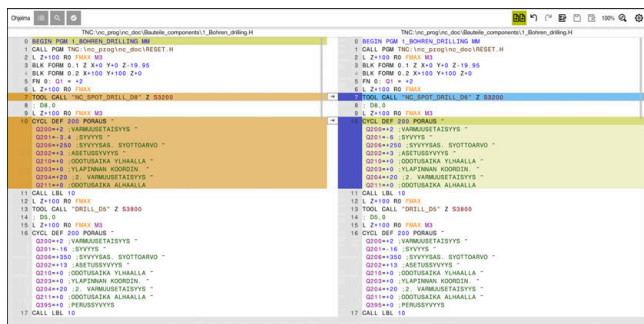 Ohjelma
100%
TNC:\nc_prog\nc_doc\Bauteile_components\1_Bohren_drilling.H
0 BEGIN PGM 1_BOHREN_DRILLING MM
1 CALL PGM TNC:\nc_prog\nc_doc\RESET.H
2 L Z+100 R0 FMAX M3
3 BLK FORM 0.1 Z X+0 Y+0 Z-19.95
4 BLK FORM 0.2 X+100 Y+100 Z+0
5 FN 0: Q1 = +2
6 L Z+100 R0 FMAX
7 TOOL CALL "NC_SPOT_DRILL_D8" Z S3200
8 ; D8,0
9 L Z+100 R0 FMAX M3
10 CYCL DEF 200 PORAUS ~
Q200=+2 ;VARMUUSETAISYYS ~
Q201=-3.4 ;SYVYYS ~
Q206=+250 ;SYVYYSAS. SYOTTOARVO ~
Q202=+3 ;ASETUSSYVYYS ~
Q210=+0 ;ODOTUSAIKA YLHAALLA ~
Q203=+0 ;YLAPINNAN KOORDIN. ~
Q204=+20 ;2. VARMUUSETAISYYS ~
Q211=+0 ;ODOTUSAIKA ALHAALLA
11 CALL LBL 10
12 L Z+100 R0 FMAX
13 TOOL CALL "DRILL_D5" Z S3800
14 ; D5,0
15 L Z+100 R0 FMAX M3
16 CYCL DEF 200 PORAUS ~
Q200=+2 ;VARMUUSETAISYYS ~
Q201=-16 ;SYVYYS ~
Q206=+350 ;SYVYYSAS. SYOTTOARVO ~
Q202=+13 ;ASETUSSYVYYS ~
Q210=+0 ;ODOTUSAIKA YLHAALLA ~
Q203=+0 ;YLAPINNAN KOORDIN. ~
Q204=+20 ;2. VARMUUSETAISYYS ~
Q211=+0 ;ODOTUSAIKA ALHAALLA ~
Q395=+0 ;PERUSSYVYYS
17 CALL LBL 10
TNC:\nc_prog\nc_doc\Bauteile_components\1_Bohren_drilling.H
0 BEGIN PGM 1_BOHREN_DRILLING MM
1 CALL PGM TNC:\nc_prog\nc_doc\RESET.H
2 L Z+100 R0 FMAX M3
3 BLK FORM 0.1 Z X+0 Y+0 Z-19.95
4 BLK FORM 0.2 X+100 Y+100 Z+0
5 FN 0: Q1 = +2
6 L Z+100 R0 FMAX
7 TOOL CALL "NC_SPOT_DRILL_D6" Z S3200
8 ; D8,0
9 L Z+100 R0 FMAX M3
10 CYCL DEF 200 PORAUS ~
Q200=+2 ;VARMUUSETAISYYS ~
Q201=-6 ;SYVYYS ~
Q206=+250 ;SYVYYSAS. SYOTTOARVO ~
Q202=+3 ;ASETUSSYVYYS ~
Q210=+0 ;ODOTUSAIKA YLHAALLA ~
Q203=+0 ;YLAPINNAN KOORDIN. ~
Q204=+20 ;2. VARMUUSETAISYYS ~
Q211=+0 ;ODOTUSAIKA ALHAALLA
11 CALL LBL 10
12 L Z+100 R0 FMAX
13 TOOL CALL "DRILL_D5" Z S3800
14 ; D5,0
15 L Z+100 R0 FMAX M3
16 CYCL DEF 200 PORAUS ~
Q200=+2 ;VARMUUSETAISYYS ~
Q201=-16 ;SYVYYS ~
Q206=+350 ;SYVYYSAS. SYOTTOARVO ~
Q202=+13 ;ASETUSSYVYYS ~
Q210=+0 ;ODOTUSAIKA YLHAALLA ~
Q203=+0 ;YLAPINNAN KOORDIN. ~
Q204=+20 ;2. VARMUUSETAISYYS ~
Q211=+0 ;ODOTUSAIKA ALHAALLA ~
Q395=+0 ;PERUSSYVYYS
17 CALL LBL 10